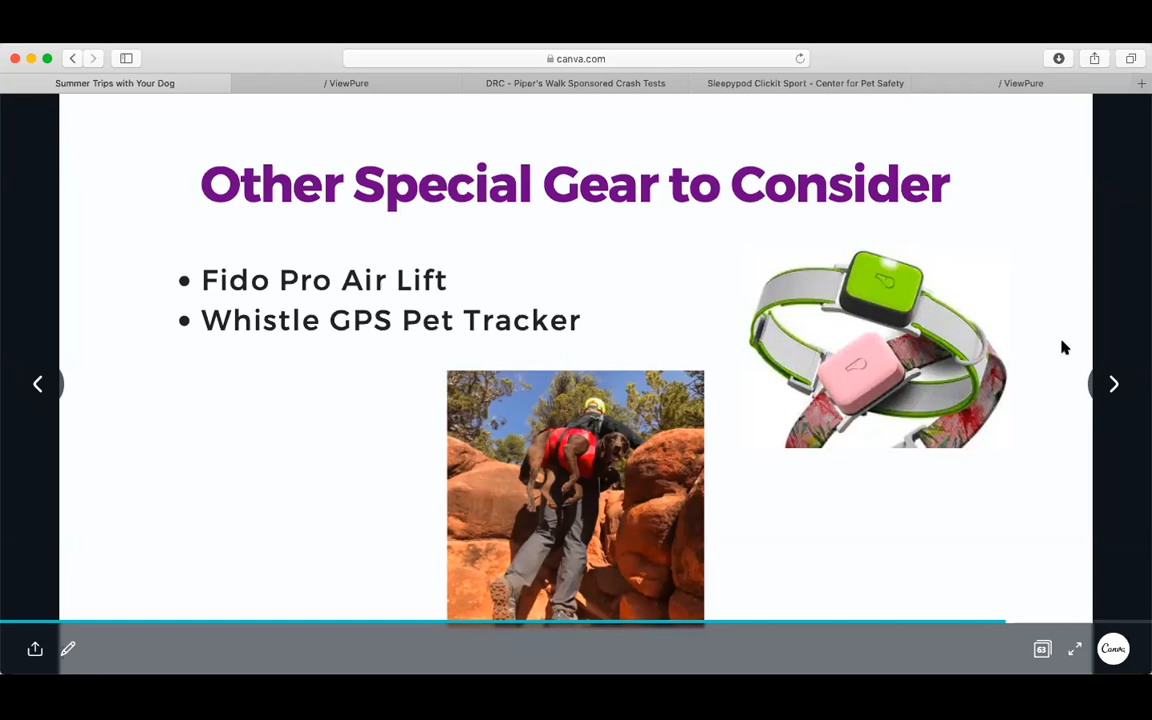 canva.com
Summer Trips with Your Dog
/ ViewPure
DRC - Piper's Walk Sponsored Crash Tests
Sleepypod Clickit Sport - Center for Pet Safety
/ ViewPure
Other Special Gear to Consider
• Fido Pro Air Lift
• Whistle GPS Pet Tracker
63
Canva